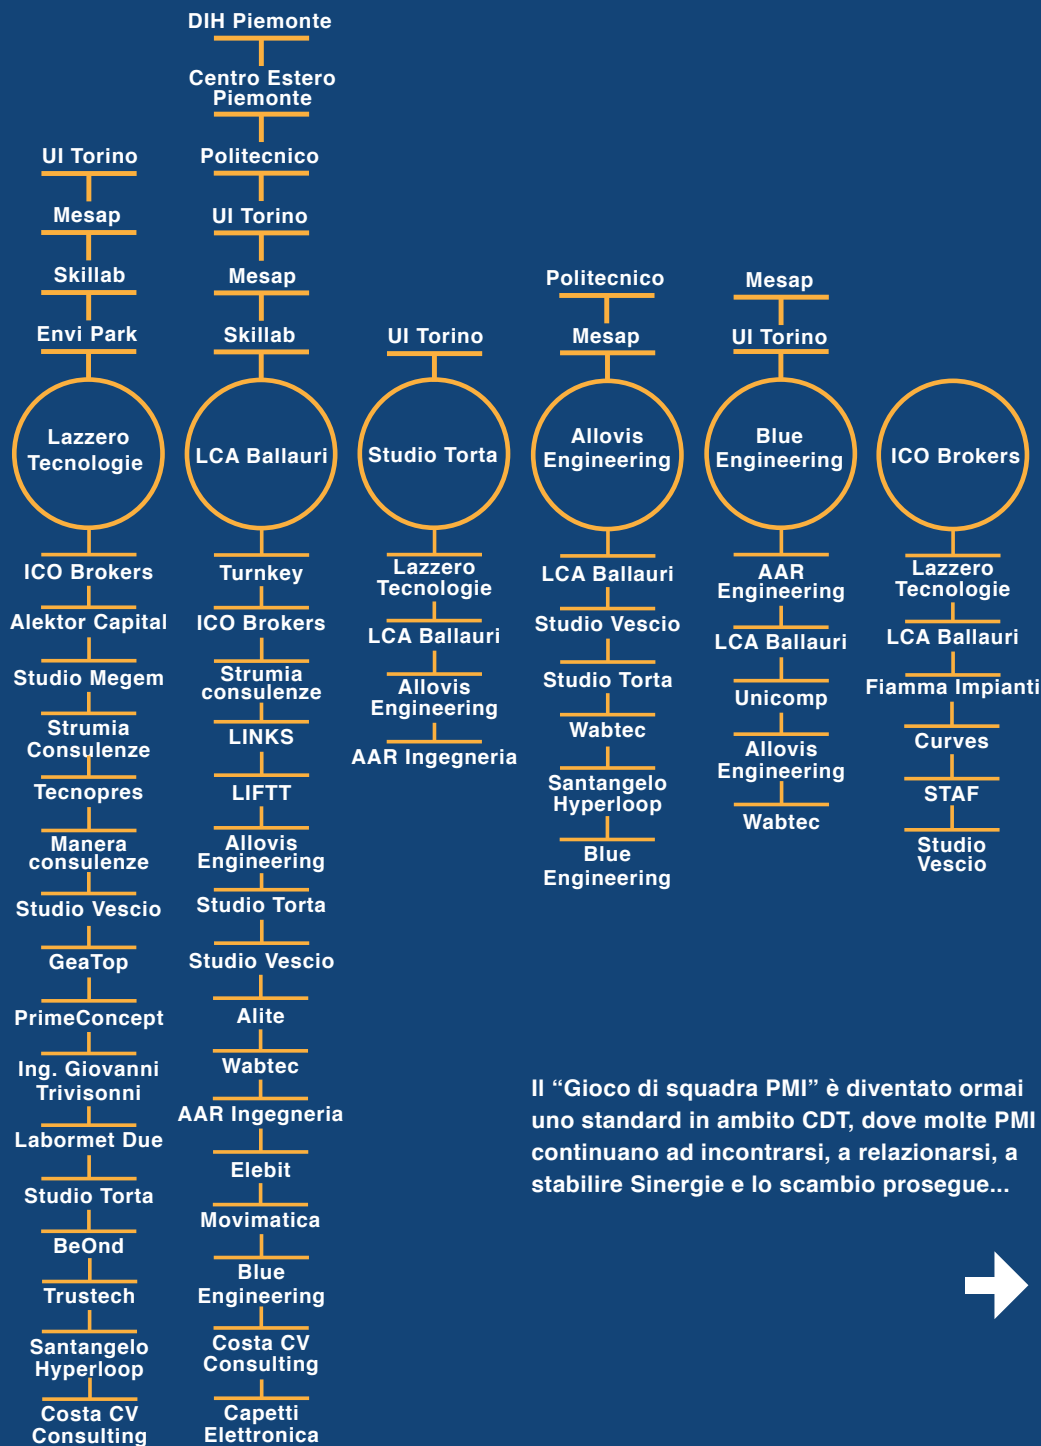 UI Torino
Mesap
Skillab
Envi Park
Lazzero
Tecnologie
ICO Brokers
Alektor Capital
Studio Megem
Strumia
Consulenze
Tecnopres
Manera
consulenze
Studio Vescio
GeaTop
PrimeConcept
Ing. Giovanni
Trivisonni
Labormet Due
Studio Torta
BeOnd
Trustech
Santangelo
Hyperloop
Costa CV
Consulting
DIH Piemonte
Centro Estero
Piemonte
Politecnico
UI Torino
Mesap
Skillab
LCA Ballauri
Turnkey
ICO Brokers
Strumia
consulenze
LINKS
LIFTT
Allovis
Engineering
Studio Torta
Studio Vescio
Alite
Wabtec
AAR Ingegneria
Elebit
Movimatica
Blue
Engineering
Costa CV
Consulting
Capetti
Elettronica
UI Torino
Studio Torta
Lazzero
Tecnologie
LCA Ballauri
Allovis
Engineering
AAR Ingegneria
Politecnico
Mesap
Allovis
Engineering
LCA Ballauri
Studio Vescio
Studio Torta
Wabtec
Santangelo
Hyperloop
Blue
Engineering
Mesap
UI Torino
Blue
Engineering
AAR
Engineering
LCA Ballauri
Unicomp
Allovis
Engineering
Wabtec
ICO Brokers
Lazzero
Tecnologie
LCA Ballauri
Fiamma Impianti
Curves
STAF
Studio
Vescio
Il “Gioco di squadra PMI” è diventato ormai
uno standard in ambito CDT, dove molte PMI
continuano ad incontrarsi, a relazionarsi, a
stabilire Sinergie e lo scambio prosegue...